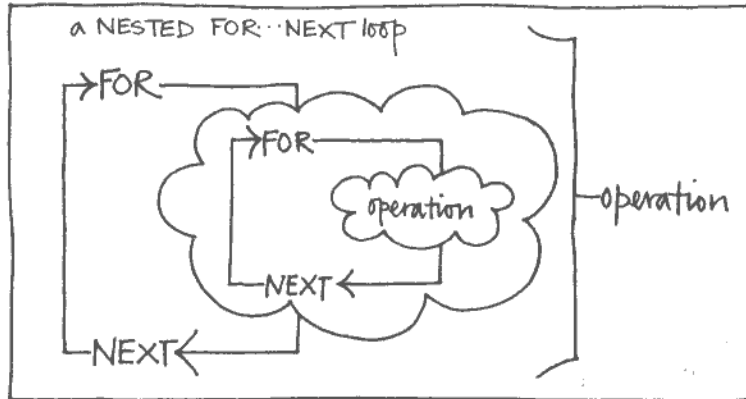 a NESTED FOR...NEXT loop
FOR
FOR
operation
operation
NEXT
NEXT